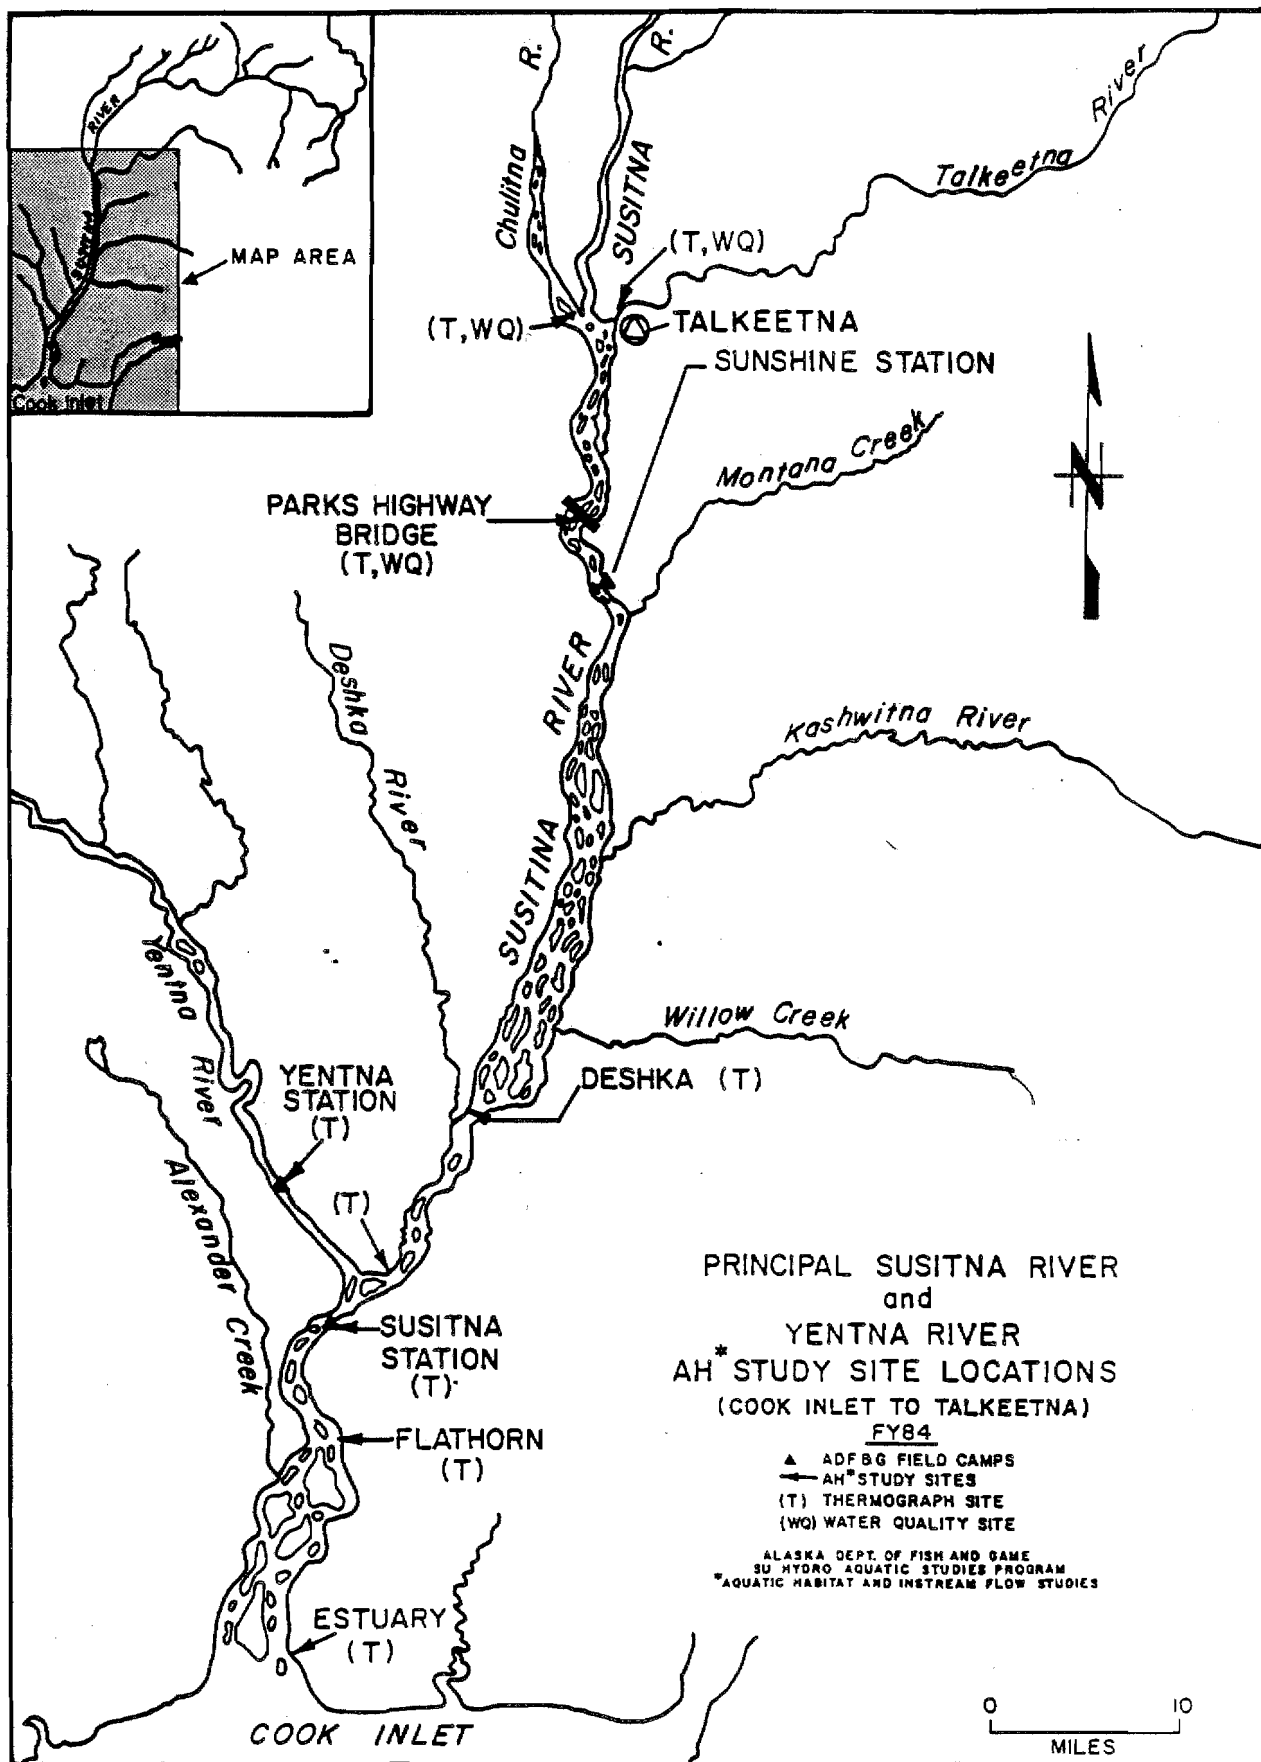 RIVER
SUSITNA
MAP AREA
Cook Inlet
Chulitna R.
SUSITNA R.
Talkeetna River
(T,WQ)
(T,WQ)
TALKEETNA
SUNSHINE STATION
Montana Creek
PARKS HIGHWAY
BRIDGE
(T,WQ)
N
Deshka River
SUSITINA RIVER
Kashwitna River
Yentna River
Willow Creek
DESHKA (T)
YENTNA
STATION
(T)
Alexander Creek
(T)
SUSITNA
STATION
(T)
FLATHORN
(T)
ESTUARY
(T)
COOK INLET
PRINCIPAL SUSITNA RIVER
and
YENTNA RIVER
AH* STUDY SITE LOCATIONS
(COOK INLET TO TALKEETNA)
FY84
ADF&G FIELD CAMPS
AH* STUDY SITES
(T) THERMOGRAPH SITE
(WQ) WATER QUALITY SITE
ALASKA DEPT. OF FISH AND GAME
SU HYDRO AQUATIC STUDIES PROGRAM
*AQUATIC HABITAT AND INSTREAM FLOW STUDIES
0 10
MILES